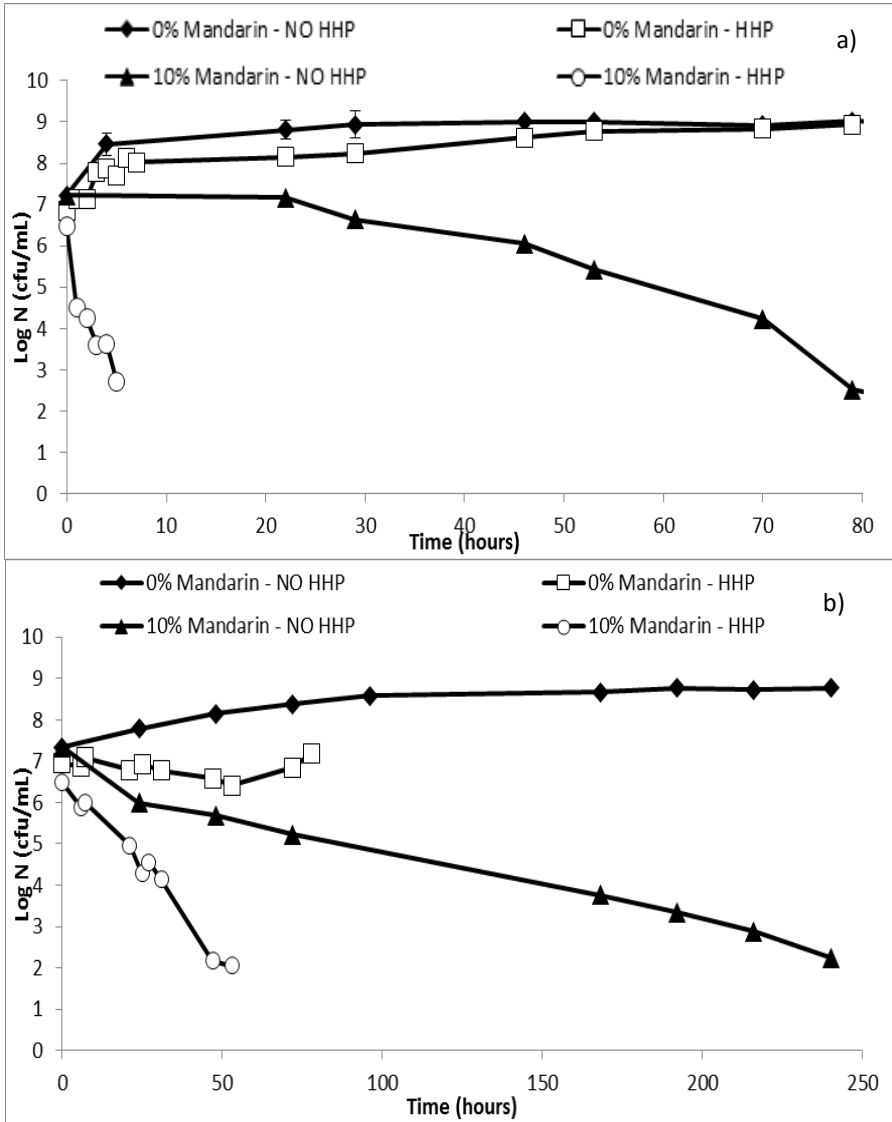 0% Mandarin - NO HHP 0% Mandarin - HHP a)
10% Mandarin - NO HHP 10% Mandarin - HHP
10
9
8
7
6
5
4
3
2
1
0
Log N (cfu/mL)
0 10 20 30 40 50 60 70 80
Time (hours)
0% Mandarin - NO HHP 0% Mandarin - HHP b)
10% Mandarin - NO HHP 10% Mandarin - HHP
10
9
8
7
6
5
4
3
2
1
0
Log N (cfu/mL)
0 50 100 150 200 250
Time (hours)